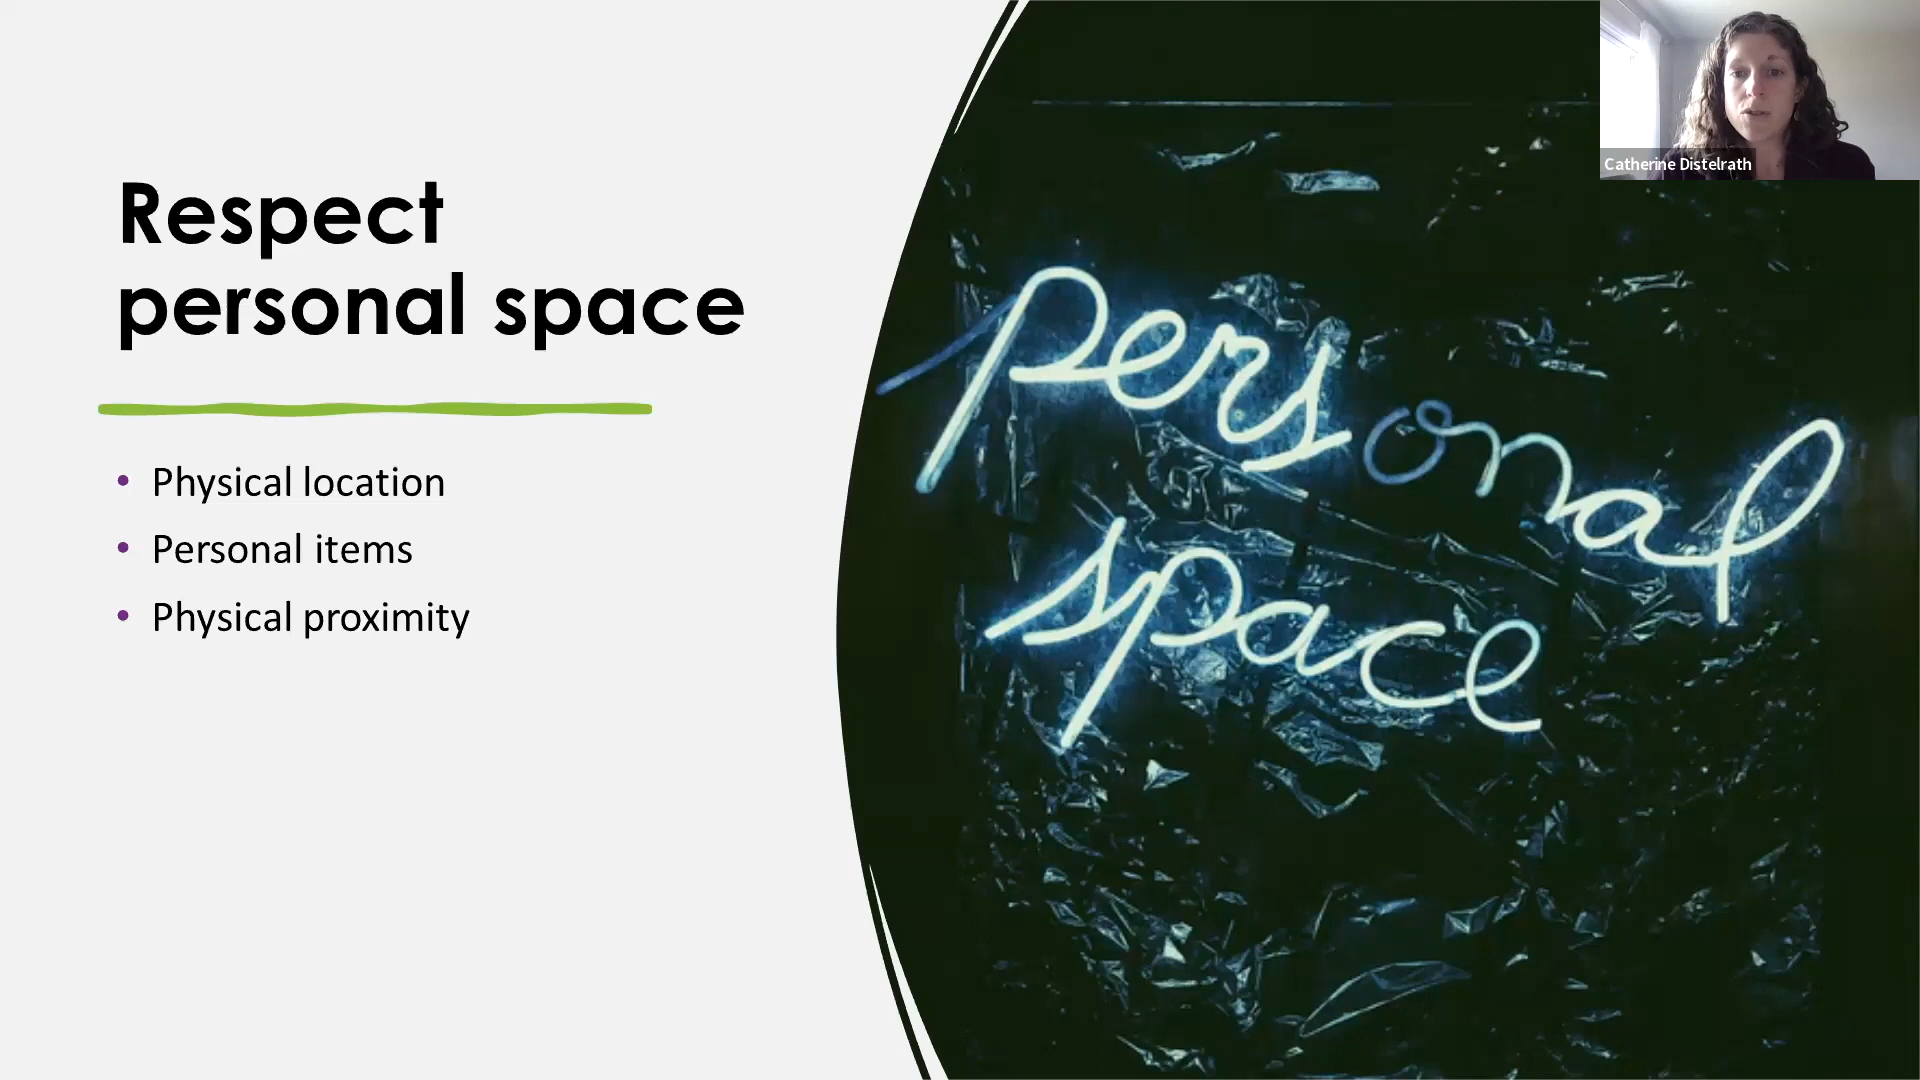 Respect
personal space
• Physical location
• Personal items
• Physical proximity
personal
space
Catherine Distelrath